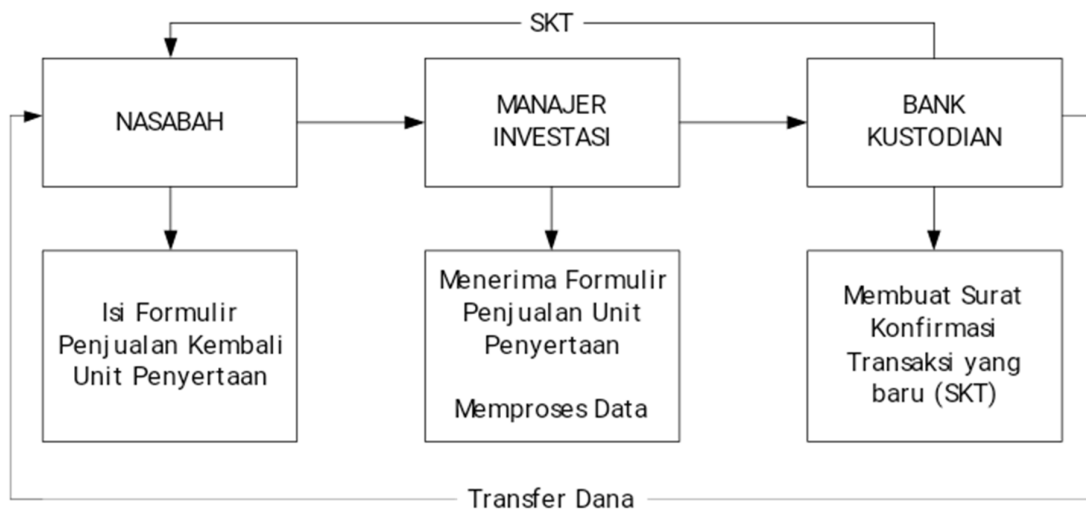 SKT
NASABAH
MANAJER
INVESTASI
BANK
KUSTODIAN
Isi Formulir
Penjualan Kembali
Unit Penyertaan
Menerima Formulir
Penjualan Unit
Penyertaan
Memproses Data
Membuat Surat
Konfirmasi
Transaksi yang
baru (SKT)
Transfer Dana